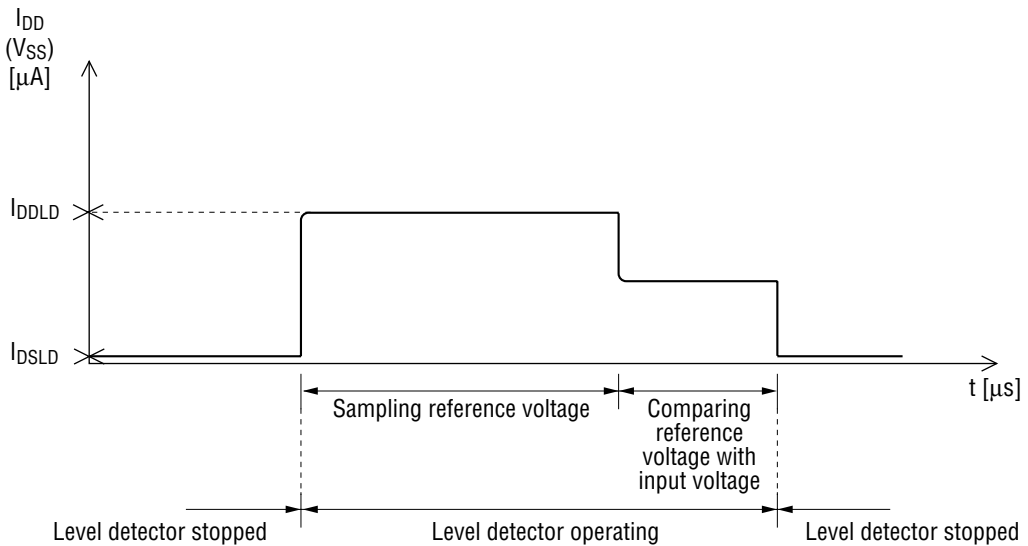 IDD
(VSS)
[µA]
IDDLD
IDSLD
t [µs]
Sampling reference voltage
Comparing
reference
voltage with
input voltage
Level detector stopped
Level detector operating
Level detector stopped